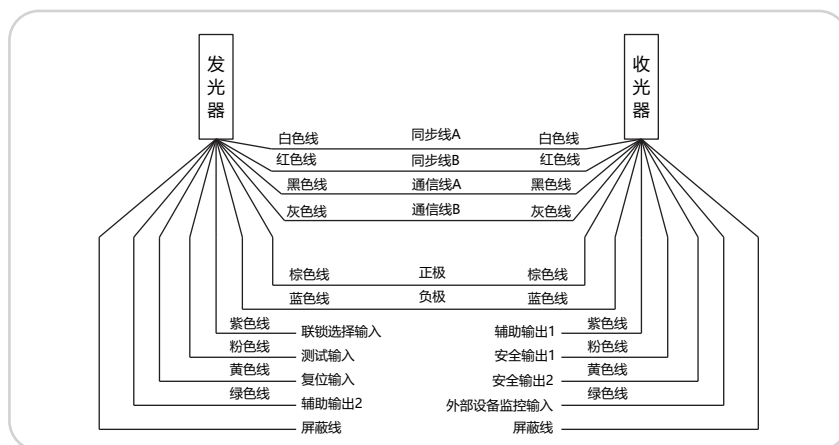 发光器
收光器
白色线 同步线A 白色线
红色线 同步线B 红色线
黑色线 通信线A 黑色线
灰色线 通信线B 灰色线
棕色线 正极 棕色线
蓝色线 负极 蓝色线
紫色线 联锁选择输入 辅助输出1 紫色线
粉色线 测试输入 安全输出1 粉色线
黄色线 复位输入 安全输出2 黄色线
绿色线 辅助输出2 外部设备监控输入 绿色线
屏蔽线 屏蔽线